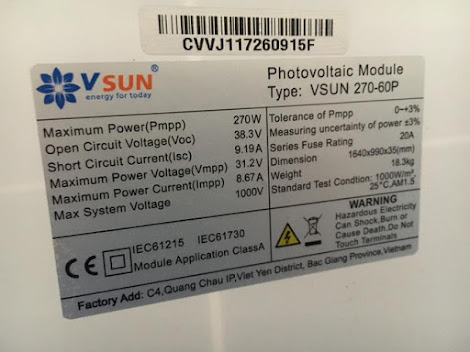 CVVJ117260915F
VSUN®
energy for today
Photovoltaic Module
Type: VSUN 270-60P
Maximum Power(Pmpp) 270W
Open Circuit Voltage(Voc) 38.3V
Short Circuit Current(Isc) 9.19A
Maximum Power Voltage(Vmpp) 31.2V
Maximum Power Current(Impp) 8.67A
Max System Voltage 1000V
Tolerance of Pmpp 0~+3%
Measuring uncertainty of power ±3%
Series Fuse Rating 20A
Dimension 1640x990x35(mm)
Weight 18.3kg
Standard Test Condition: 1000W/m²,
25°C,AM1.5
CE
IEC61215 IEC61730
Module Application ClassA
WARNING
Hazardous Electricity
Can Shock,Burn or
Cause Death.Do Not
Touch Terminals
Factory Add: C4,Quang Chau IP,Viet Yen District, Bac Giang Province,Vietnam